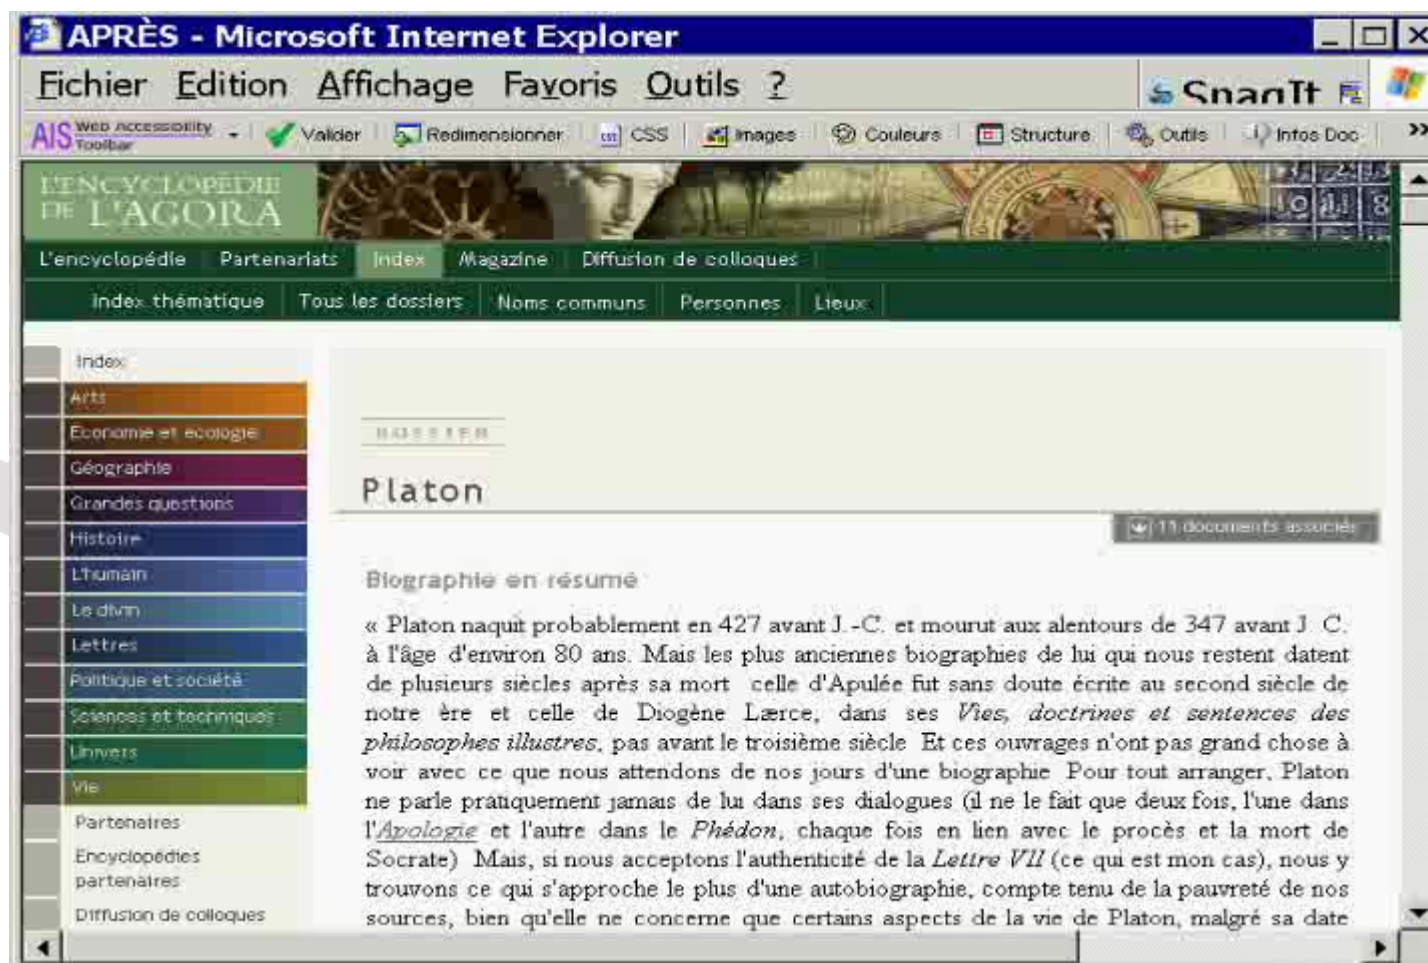 APRÈS - Microsoft Internet Explorer
Fichier Edition Affichage Favoris Outils ?
SnagIt
AIS Web Accessibility Toolbar Valider Redimensionner CSS Images Couleurs Structure Outils Infos Doc »
L'ENCYCLOPÉDIE
DE L'AGORA
L'encyclopédie Partenariats Index Magazine Diffusion de colloques
Index thématique Tous les dossiers Noms communs Personnes Lieux
Index
Arts
Économie et écologie
Géographie
Grandes questions
Histoire
L'humain
Le divin
Lettres
Politique et société
Sciences et techniques
Univers
Vie
Partenaires
Encyclopédies
partenaires
Diffusion de colloques
DOSSIER
Platon
11 documents associés
Biographie en résumé
« Platon naquit probablement en 427 avant J.-C. et mourut aux alentours de 347 avant J C.
à l'âge d'environ 80 ans. Mais les plus anciennes biographies de lui qui nous restent datent
de plusieurs siècles après sa mort celle d'Apulée fut sans doute écrite au second siècle de
notre ère et celle de Diogène Lærce, dans ses Vies, doctrines et sentences des
philosophes illustres, pas avant le troisième siècle Et ces ouvrages n'ont pas grand chose à
voir avec ce que nous attendons de nos jours d'une biographie Pour tout arranger, Platon
ne parle pratiquement jamais de lui dans ses dialogues (il ne le fait que deux fois, l'une dans
l'Apologie et l'autre dans le Phédon, chaque fois en lien avec le procès et la mort de
Socrate) Mais, si nous acceptons l'authenticité de la Lettre VII (ce qui est mon cas), nous y
trouvons ce qui s'approche le plus d'une autobiographie, compte tenu de la pauvreté de nos
sources, bien qu'elle ne concerne que certains aspects de la vie de Platon, malgré sa date